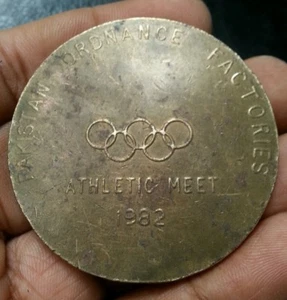 PAKISTAN ORDNANCE FACTORIES
ATHLETIC MEET
1982